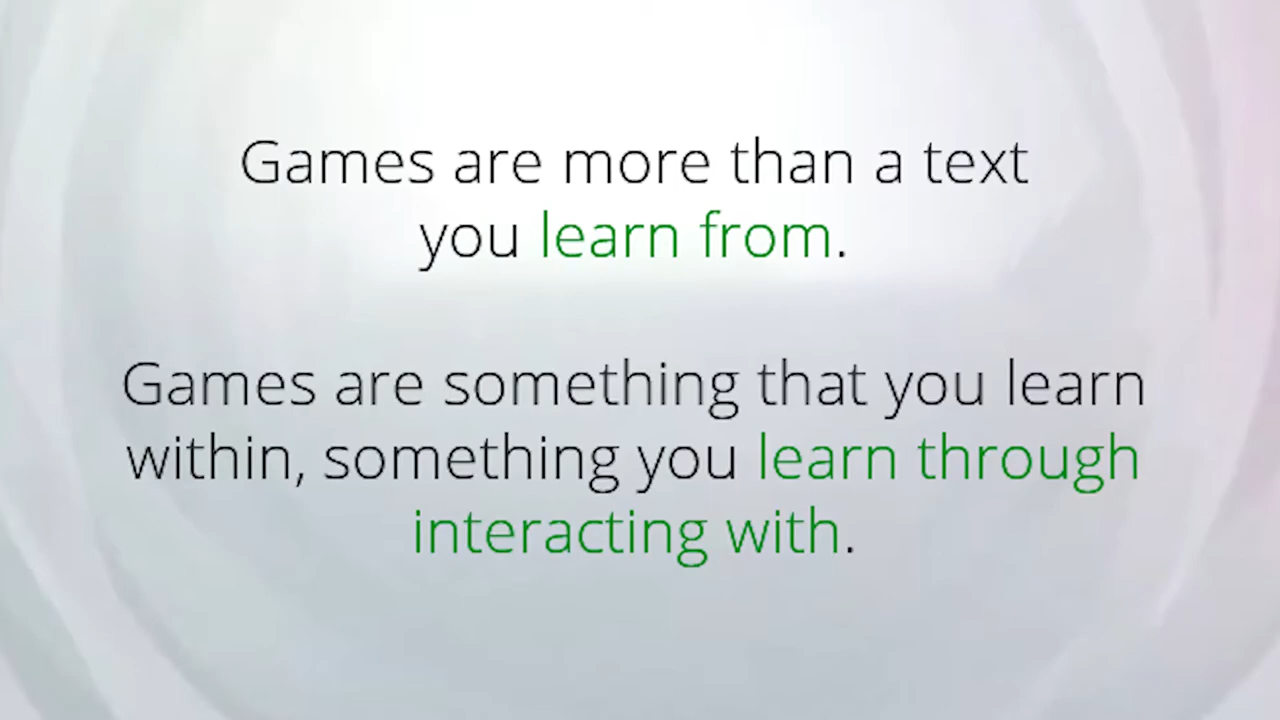 Games are more than a text
you learn from.
Games are something that you learn
within, something you learn through
interacting with.